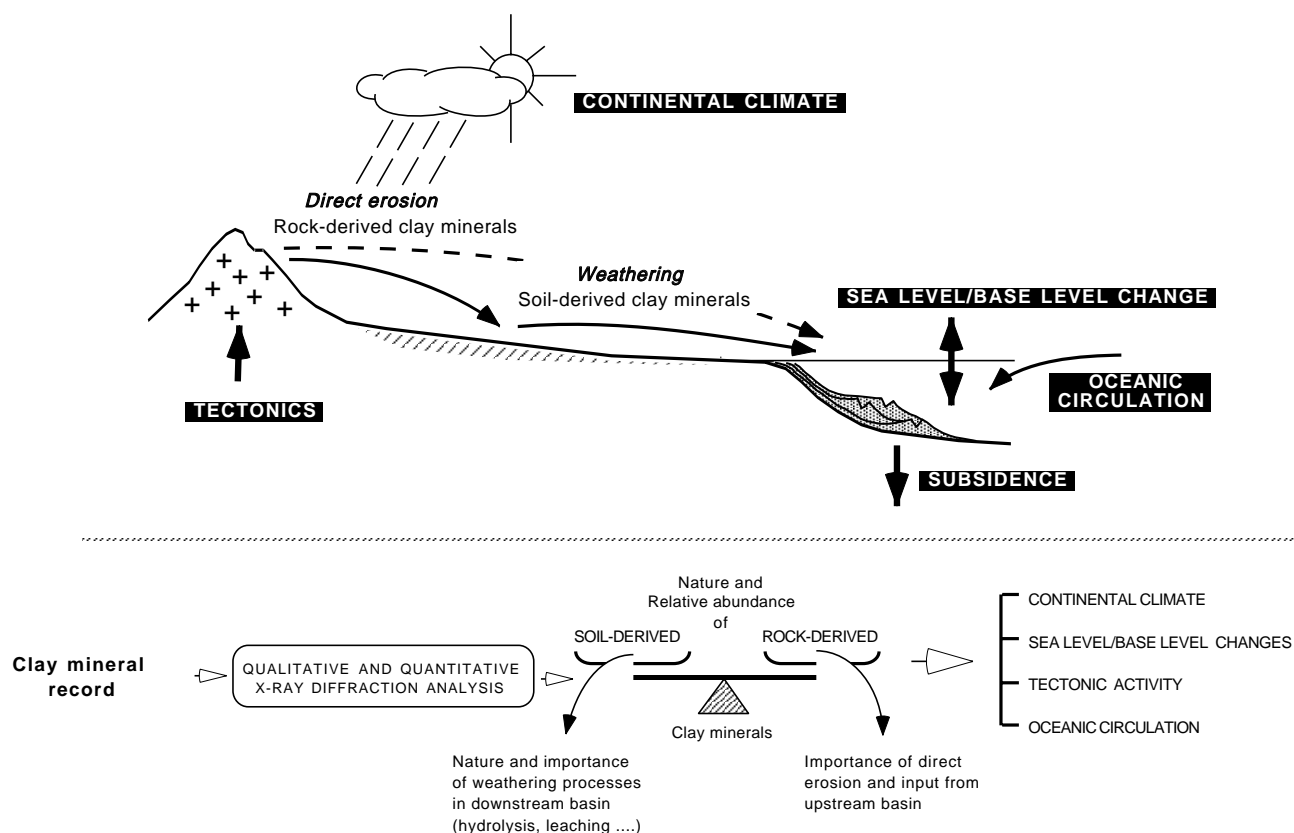 CONTINENTAL CLIMATE
Direct erosion
Rock-derived clay minerals
Weathering
Soil-derived clay minerals
SEA LEVEL/BASE LEVEL CHANGE
TECTONICS
OCEANIC
CIRCULATION
SUBSIDENCE
Clay mineral
record
QUALITATIVE AND QUANTITATIVE
X-RAY DIFFRACTION ANALYSIS
Nature and
Relative abundance
of
SOIL-DERIVED
ROCK-DERIVED
Clay minerals
Nature and importance
of weathering processes
in downstream basin
(hydrolysis, leaching ....)
Importance of direct
erosion and input from
upstream basin
CONTINENTAL CLIMATE
SEA LEVEL/BASE LEVEL CHANGES
TECTONIC ACTIVITY
OCEANIC CIRCULATION